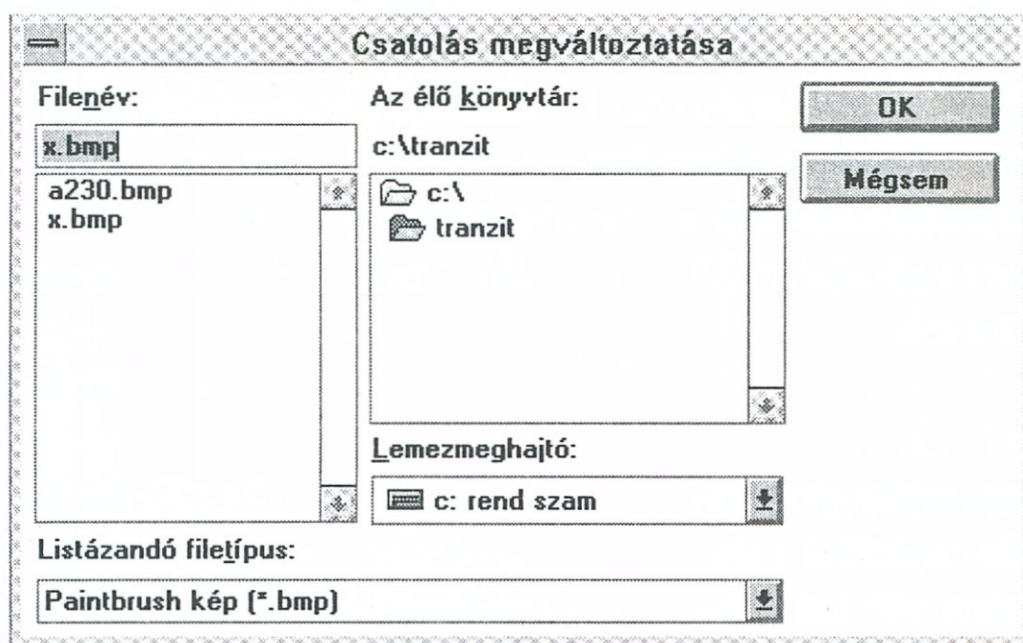 Csatolás megváltoztatása
Filenév:
x.bmp
a230.bmp
x.bmp
Az élő könyvtár:
c:\tranzit
c:\
tranzit
Lemezmeghajtó:
c: rend szam
Listázandó filetípus:
Paintbrush kép (*.bmp)
OK
Mégsem